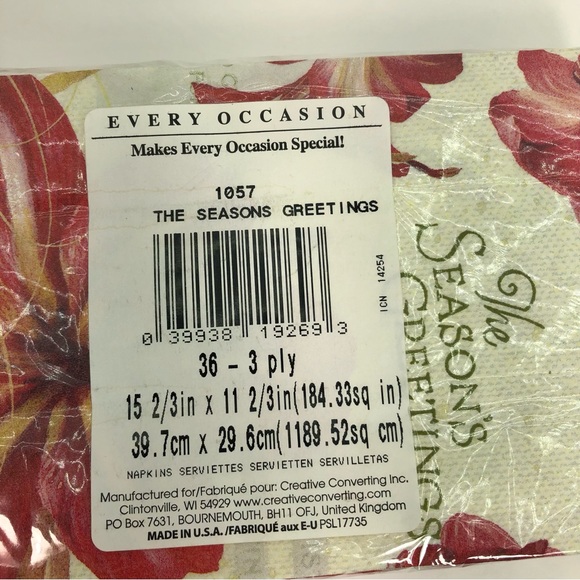 EVERY OCCASION
Makes Every Occasion Special!
1057
THE SEASONS GREETINGS
0 39938 19269 3
ICN 14254
36 - 3 ply
15 2/3in x 11 2/3in(184.33sq in)
39.7cm x 29.6cm(1189.52sq cm)
NAPKINS SERVIETTES SERVIETTEN SERVILLETAS
Manufactured for/Fabriqué pour: Creative Converting Inc.
Clintonville, WI 54929 www.creativeconverting.com
PO Box 7631, BOURNEMOUTH, BH11 OFJ, United Kingdom
MADE IN U.S.A./FABRIQUÉ aux E-U PSL17735
The
SEASON'S
GREETINGS